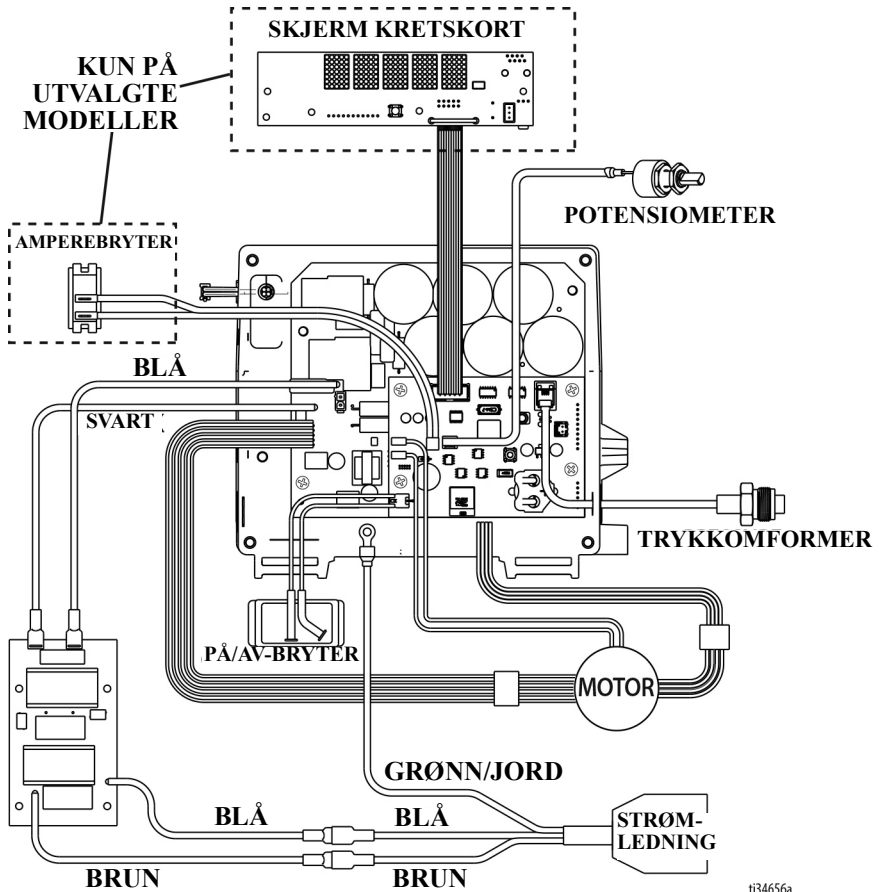 SKJERM KRETSKORT
KUN PÅ
UTVALGTE
MODELLER
POTENSIOMETER
AMPEREBRYTER
BLÅ
SVART
TRYKKOMFORMER
PÅ/AV-BRYTER
MOTOR
GRØNN/JORD
BLÅ
BLÅ
STRØM-
LEDNING
BRUN
BRUN
ti34656a